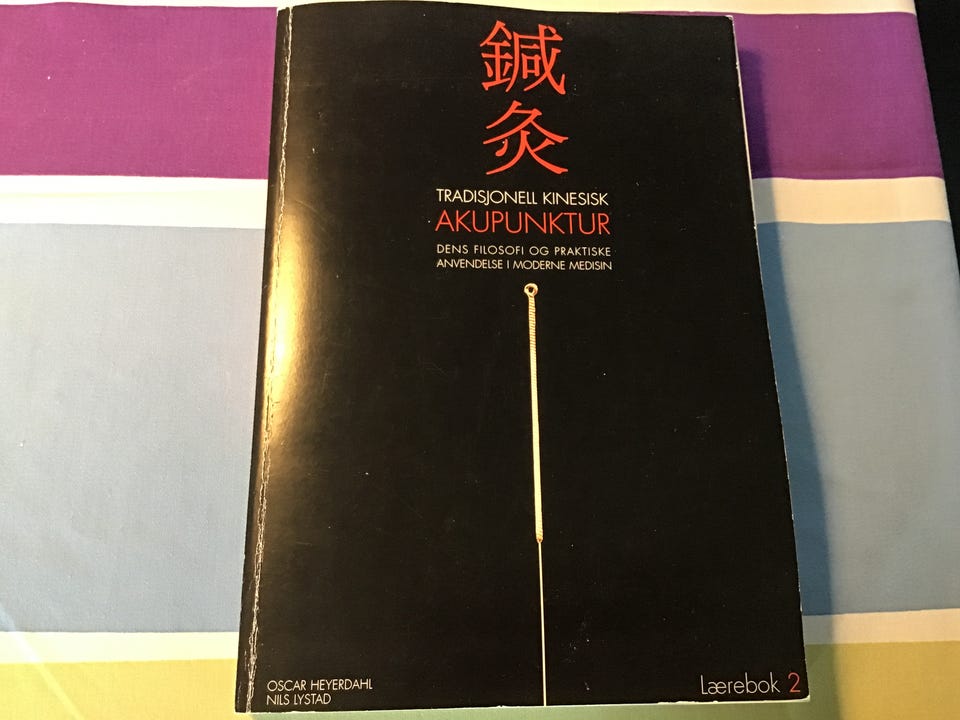 鍼
灸
TRADISJONELL KINESISK
AKUPUNKTUR
DENS FILOSOFI OG PRAKTISKE
ANVENDELSE I MODERNE MEDISIN
OSCAR HEYERDAHL
NILS LYSTAD
Lærebok 2